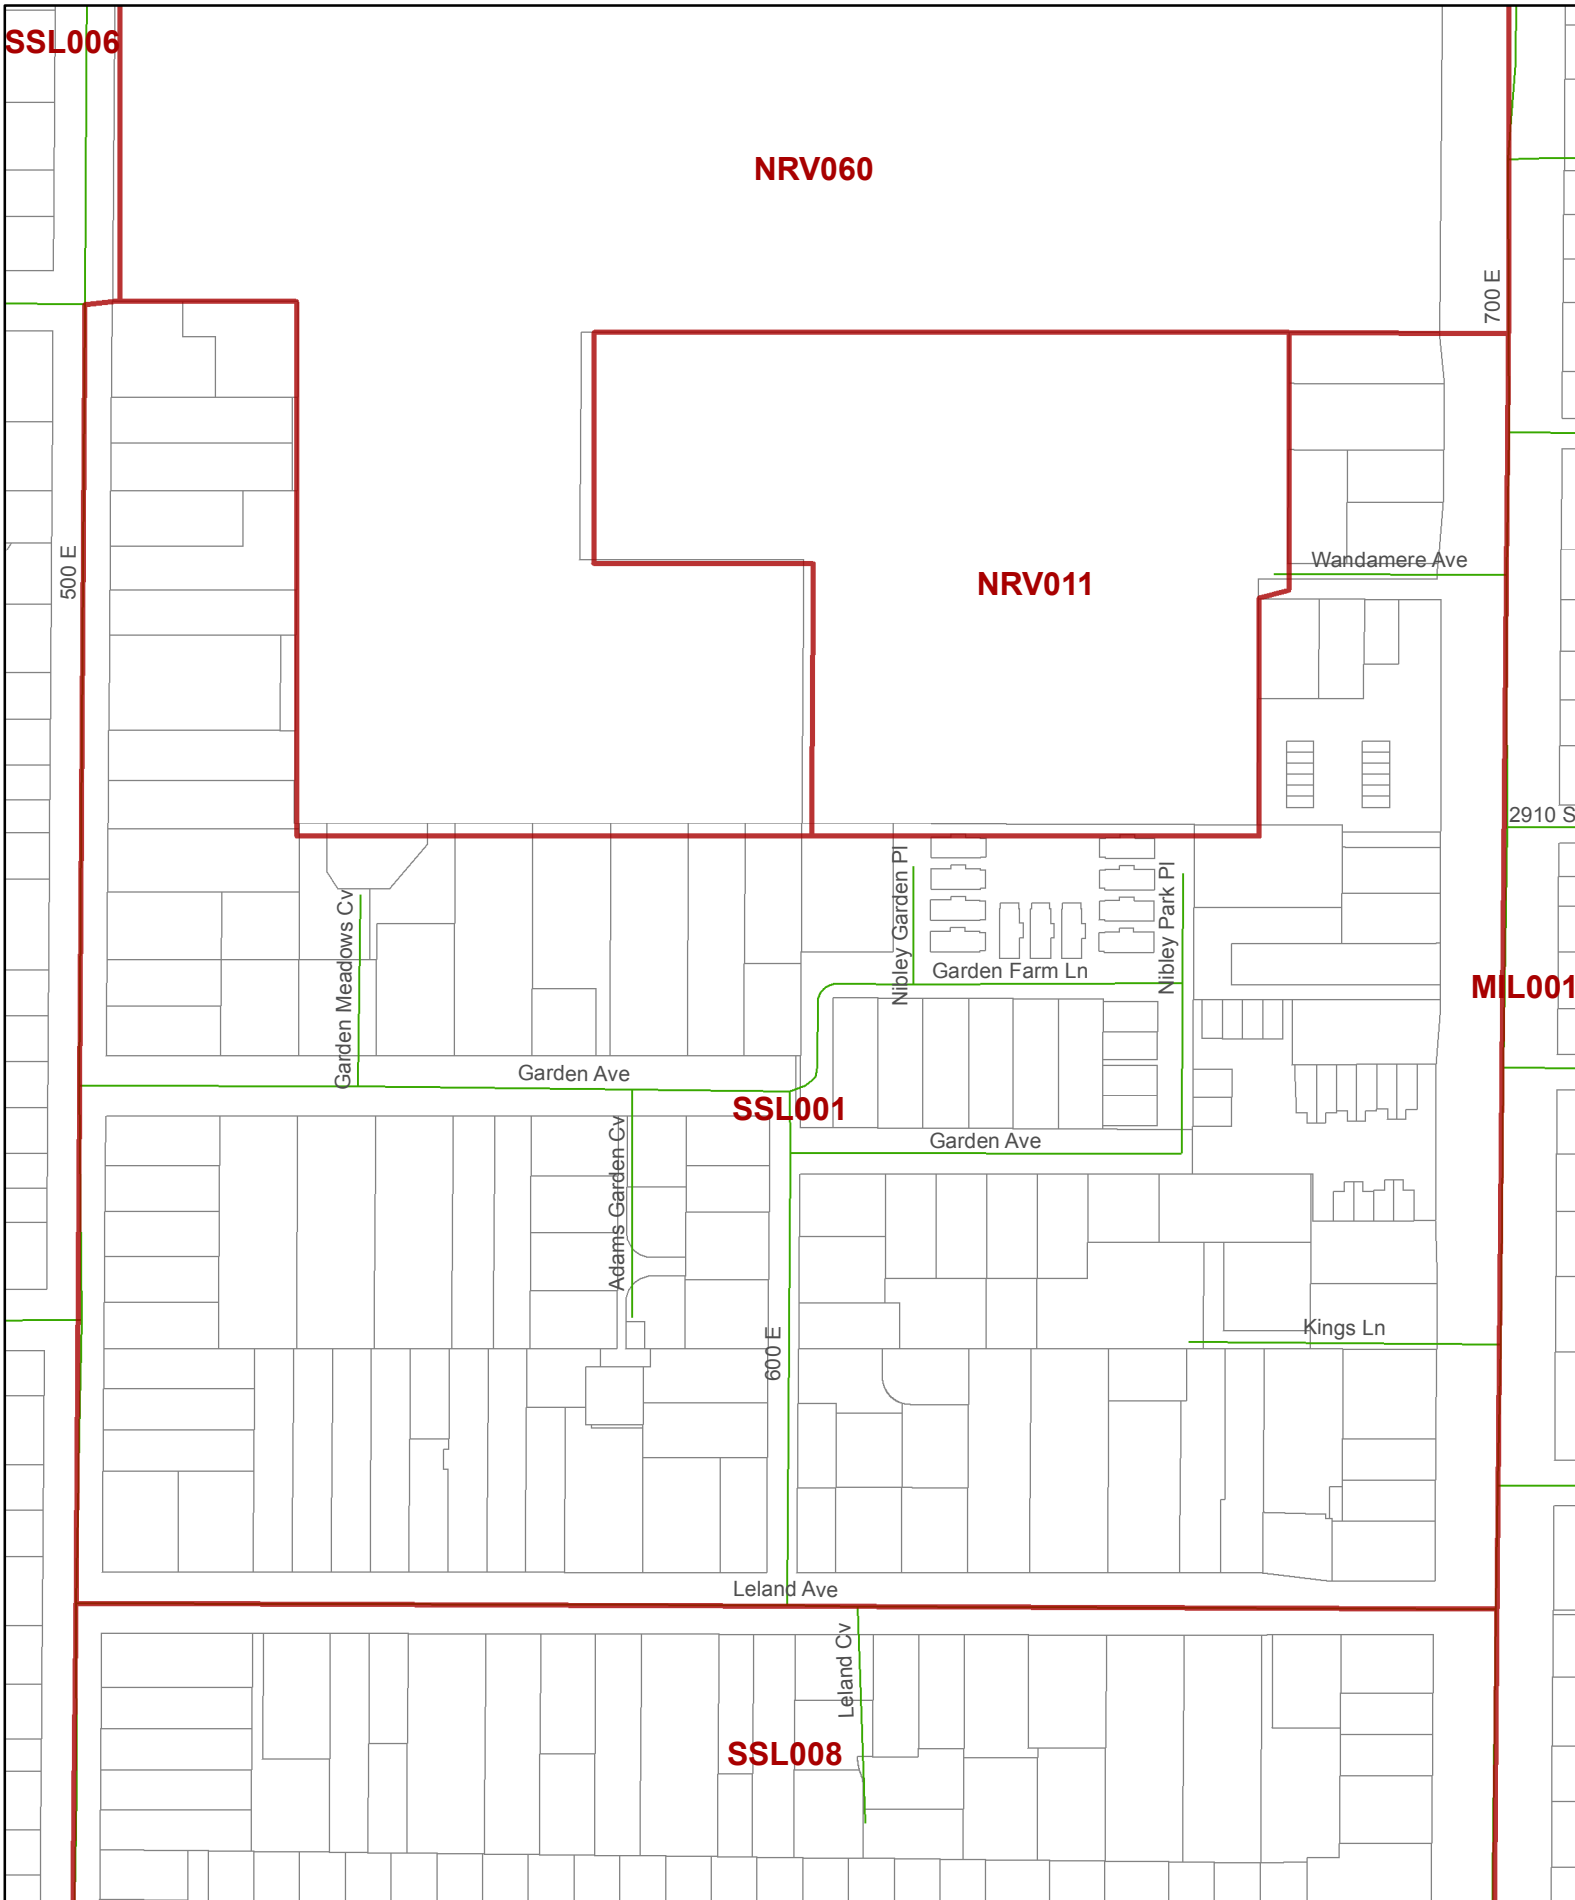 SSL006
NRV060
700 E
500 E
Wandamere Ave
NRV011
2910 S
Nibley Garden Pl
Nibley Park Pl
Garden Meadows Cv
Garden Farm Ln
MIL001
Garden Ave
SSL001
Adams Garden Cv
Garden Ave
600 E
Kings Ln
Leland Ave
Leland Cv
SSL008